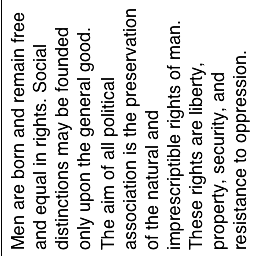 Men are born and remain free
and equal in rights. Social
distinctions may be founded
only upon the general good.
The aim of all political
association is the preservation
of the natural and
imprescriptible rights of man.
These rights are liberty,
property, security, and
resistance to oppression.